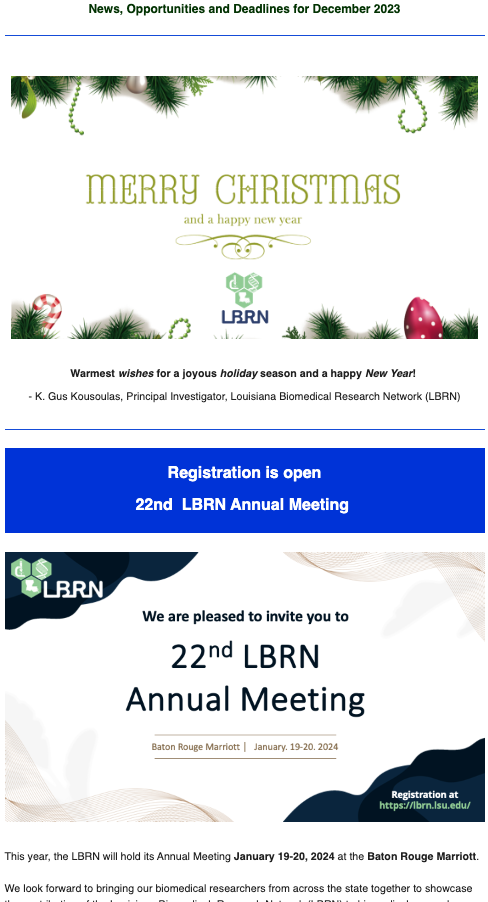 News, Opportunities and Deadlines for December 2023
MERRY CHRISTMAS
and a happy new year
d S
LBRN
Warmest wishes for a joyous holiday season and a happy New Year!
- K. Gus Kousoulas, Principal Investigator, Louisiana Biomedical Research Network (LBRN)
Registration is open
22nd LBRN Annual Meeting
d S
LBRN
We are pleased to invite you to
22nd LBRN
Annual Meeting
Baton Rouge Marriott | January. 19-20. 2024
Registration at
https://lbrn.lsu.edu/
This year, the LBRN will hold its Annual Meeting January 19-20, 2024 at the Baton Rouge Marriott.
We look forward to bringing our biomedical researchers from across the state together to showcase